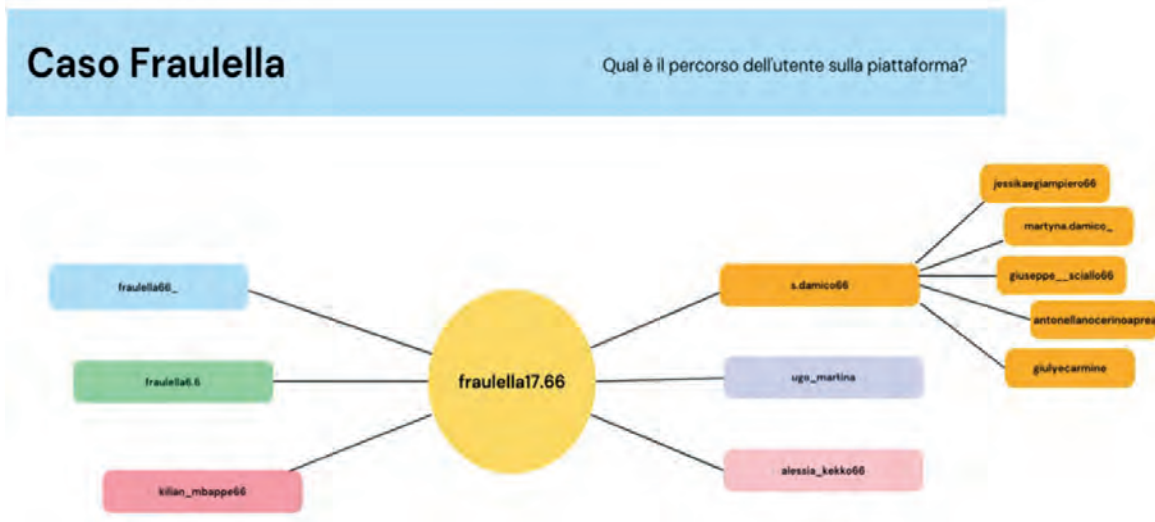 Caso Fraulella
Qual è il percorso dell'utente sulla piattaforma?
jessikaegiampiero66
martyna.damico_
fraulella66_
s.damico66
giuseppe__sciallo66
antonellanocerinoaprea
fraulella6.6
fraulella17.66
ugo_martina
giulyecarmine
kilian_mbappe66
alessia_kekko66